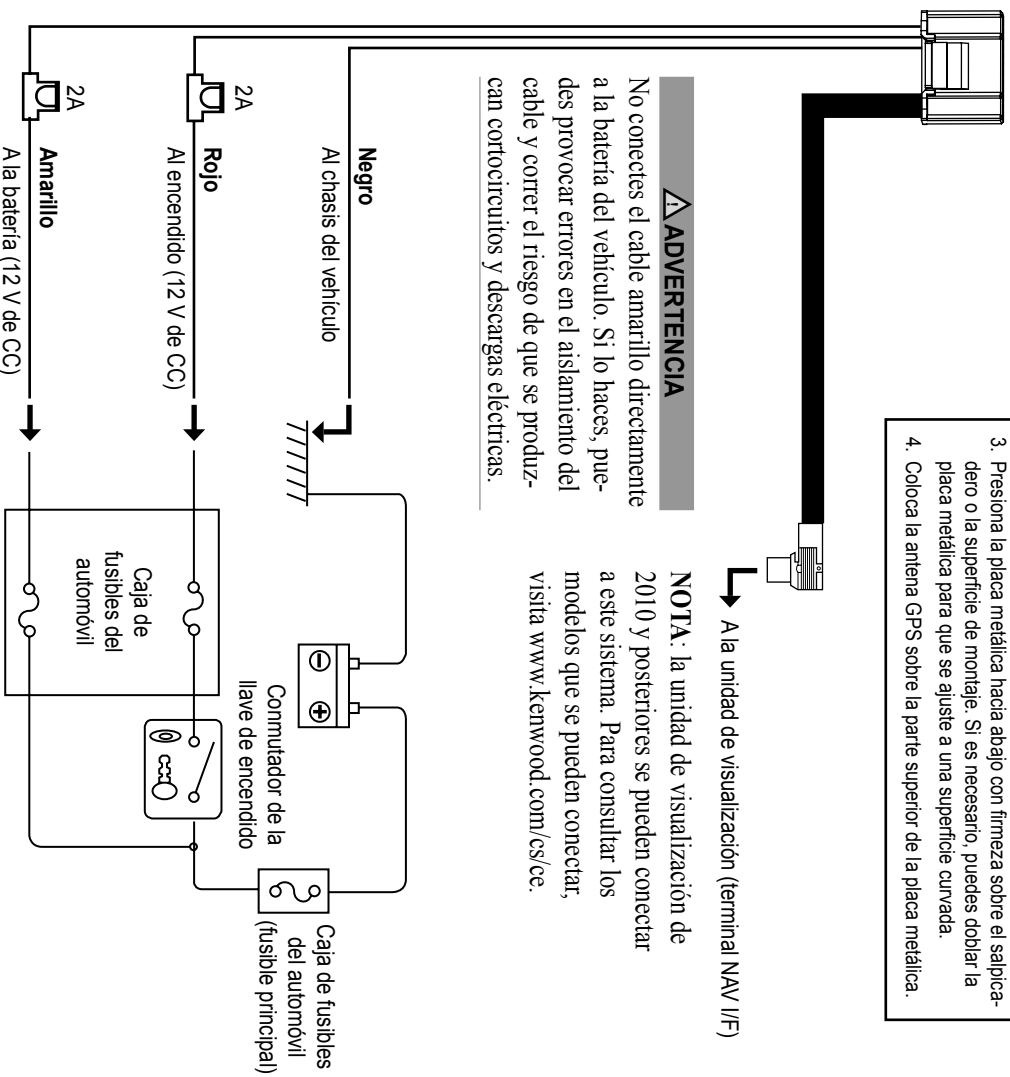 3. Presiona la placa metálica hacia abajo con firmeza sobre el salpica-
dero o la superficie de montaje. Si es necesario, puedes doblar la
placa metálica para que se ajuste a una superficie curvada.
4. Coloca la antena GPS sobre la parte superior de la placa metálica.
A la unidad de visualización (terminal NAV I/F)
⚠ ADVERTENCIA
No conectes el cable amarillo directamente
a la batería del vehículo. Si lo haces, pue-
des provocar errores en el aislamiento del
cable y correr el riesgo de que se produz-
can cortocircuitos y descargas eléctricas.
NOTA: la unidad de visualización de
2010 y posteriores se pueden conectar
a este sistema. Para consultar los
modelos que se pueden conectar,
visita www.kenwood.com/cs/ce.
Negro
Al chasis del vehículo
2A
Rojo
Al encendido (12 V de CC)
2A
Amarillo
A la batería (12 V de CC)
Caja de
fusibles del
automóvil
Conmutador de la
llave de encendido
Caja de fusibles
del automóvil
(fusible principal)